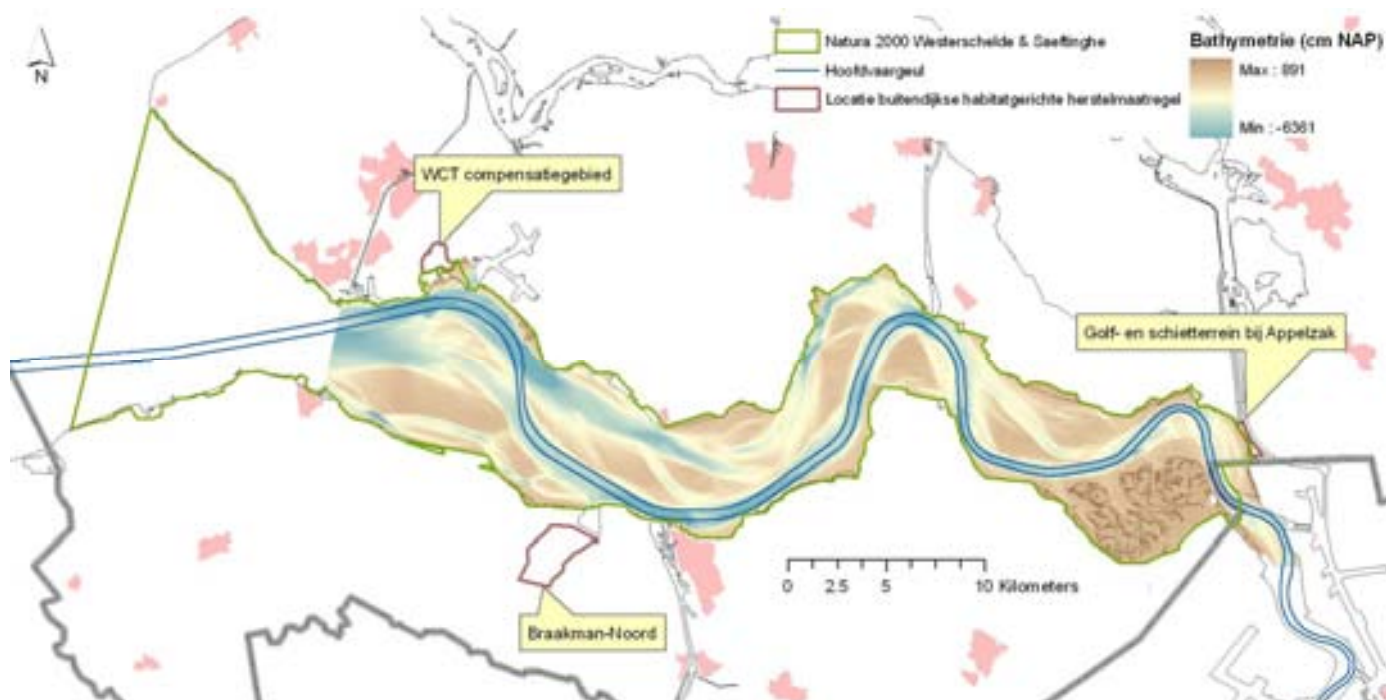 N
Natura 2000 Westerschelde & Saeftinghe
Hoofdvaargeul
Locatie buitendijkse habitatgerichte herstelmaatregel
Bathymetrie (cm NAP)
Max : 891
Min : -6361
WCT compensatiegebied
Golf- en schietterrein bij Appelzak
0 2.5 5 10 Kilometers
Braakman-Noord